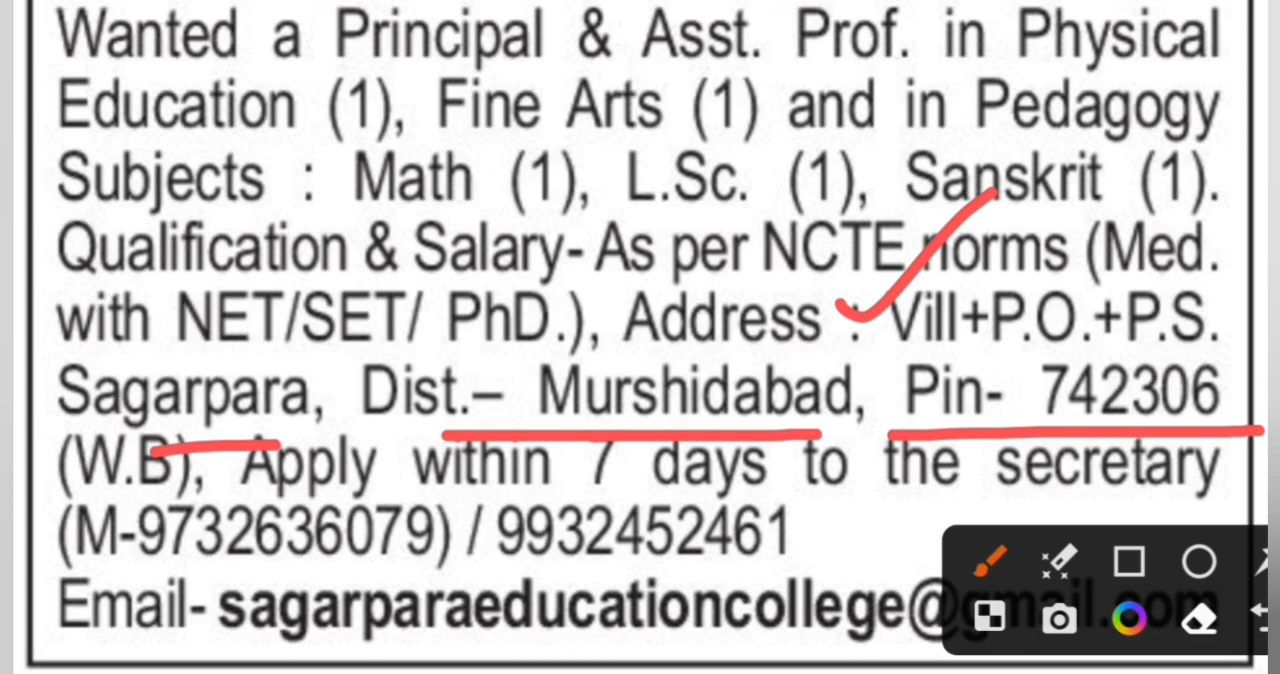 Wanted a Principal & Asst. Prof. in Physical
Education (1), Fine Arts (1) and in Pedagogy
Subjects : Math (1), L.Sc. (1), Sanskrit (1).
Qualification & Salary- As per NCTE norms (Med.
with NET/SET/ PhD.), Address : Vill+P.O.+P.S.
Sagarpara, Dist.– Murshidabad, Pin- 742306
(W.B), Apply within 7 days to the secretary
(M-9732636079) / 9932452461
Email- sagarparaeducationcollege@gmail.com